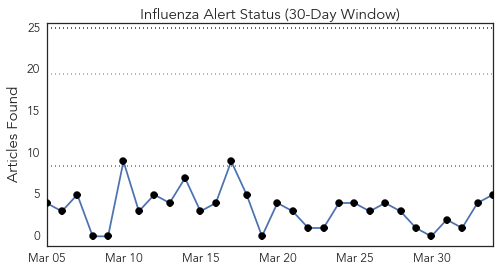 Influenza Alert Status (30-Day Window)
Articles Found
25
20
15
10
5
0
Mar 05 Mar 10 Mar 15 Mar 20 Mar 25 Mar 30